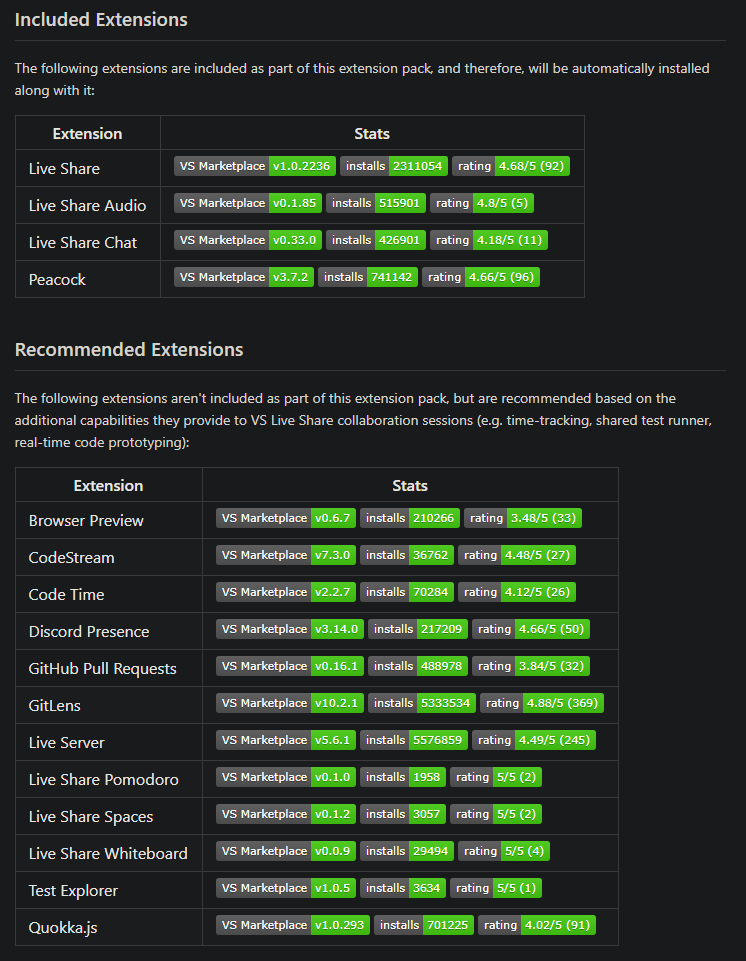 Included Extensions
The following extensions are included as part of this extension pack, and therefore, will be automatically installed
along with it:
Extension Stats
Live Share VS Marketplace v1.0.2236 installs 2311054 rating 4.68/5 (92)
Live Share Audio VS Marketplace v0.1.85 installs 515901 rating 4.8/5 (5)
Live Share Chat VS Marketplace v0.33.0 installs 426901 rating 4.18/5 (11)
Peacock VS Marketplace v3.7.2 installs 741142 rating 4.66/5 (96)
Recommended Extensions
The following extensions aren't included as part of this extension pack, but are recommended based on the
additional capabilities they provide to VS Live Share collaboration sessions (e.g. time-tracking, shared test runner,
real-time code prototyping):
Extension Stats
Browser Preview VS Marketplace v0.6.7 installs 210266 rating 3.48/5 (33)
CodeStream VS Marketplace v7.3.0 installs 36762 rating 4.48/5 (27)
Code Time VS Marketplace v2.2.7 installs 70284 rating 4.12/5 (26)
Discord Presence VS Marketplace v3.14.0 installs 217209 rating 4.66/5 (50)
GitHub Pull Requests VS Marketplace v0.16.1 installs 488978 rating 3.84/5 (32)
GitLens VS Marketplace v10.2.1 installs 5333534 rating 4.88/5 (369)
Live Server VS Marketplace v5.6.1 installs 5576859 rating 4.49/5 (245)
Live Share Pomodoro VS Marketplace v0.1.0 installs 1958 rating 5/5 (2)
Live Share Spaces VS Marketplace v0.1.2 installs 3057 rating 5/5 (2)
Live Share Whiteboard VS Marketplace v0.0.9 installs 29494 rating 5/5 (4)
Test Explorer VS Marketplace v1.0.5 installs 3634 rating 5/5 (1)
Quokka.js VS Marketplace v1.0.293 installs 701225 rating 4.02/5 (91)